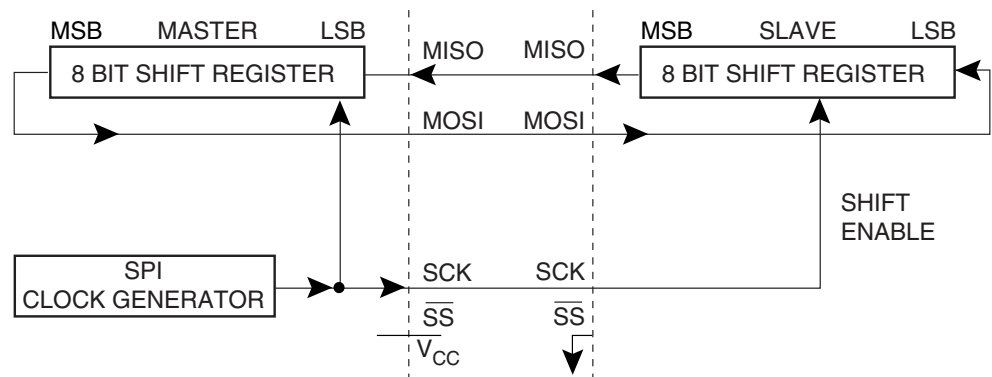 MSB MASTER LSB
8 BIT SHIFT REGISTER
MISO MISO
MSB SLAVE LSB
8 BIT SHIFT REGISTER
MOSI MOSI
SHIFT
ENABLE
SPI
CLOCK GENERATOR
SCK SCK
SS SS
VCC